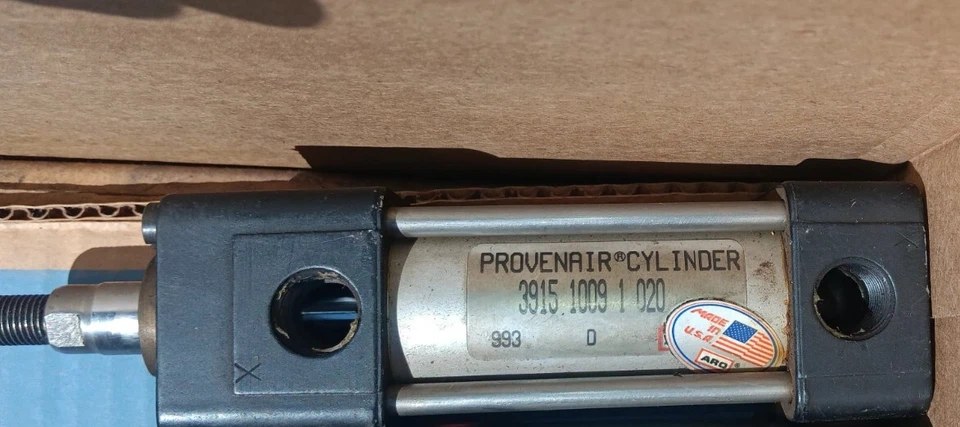 PROVENAIR®CYLINDER
3915 1009 1 020
993 D
MADE
in
U.S.A.
ARO
X
X